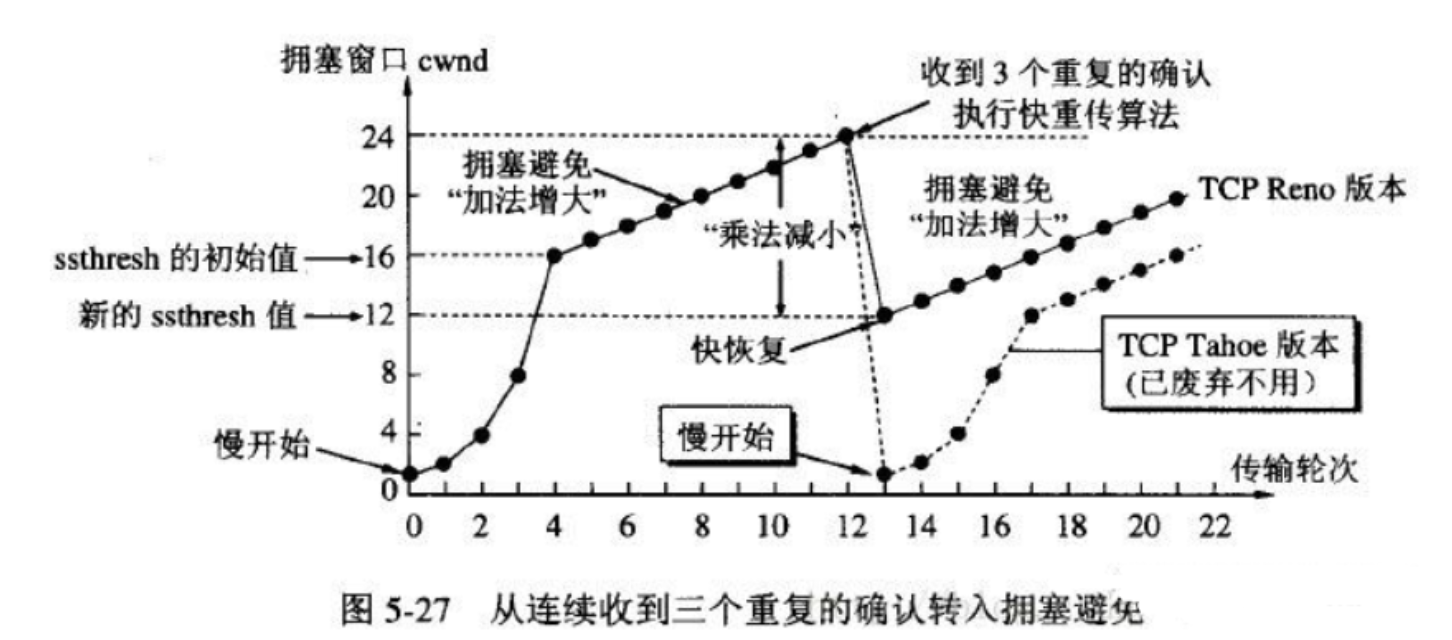 拥塞窗口 cwnd
收到 3 个重复的确认
执行快重传算法
24
拥塞避免
“加法增大”
拥塞避免
“加法增大”
TCP Reno 版本
20
“乘法减小”
ssthresh 的初始值
16
新的 ssthresh 值
12
快恢复
TCP Tahoe 版本
(已废弃不用）
8
慢开始
4
慢开始
传输轮次
0
0 2 4 6 8 10 12 14 16 18 20 22
图 5-27 从连续收到三个重复的确认转入拥塞避免